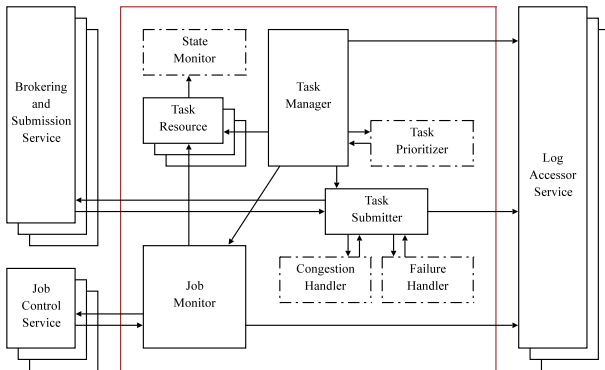 Brokering
and
Submission
Service
State
Monitor
Task
Resource
Task
Manager
Task
Prioritizer
Log
Accessor
Service
Task
Submitter
Congestion
Handler
Failure
Handler
Job
Control
Service
Job
Monitor